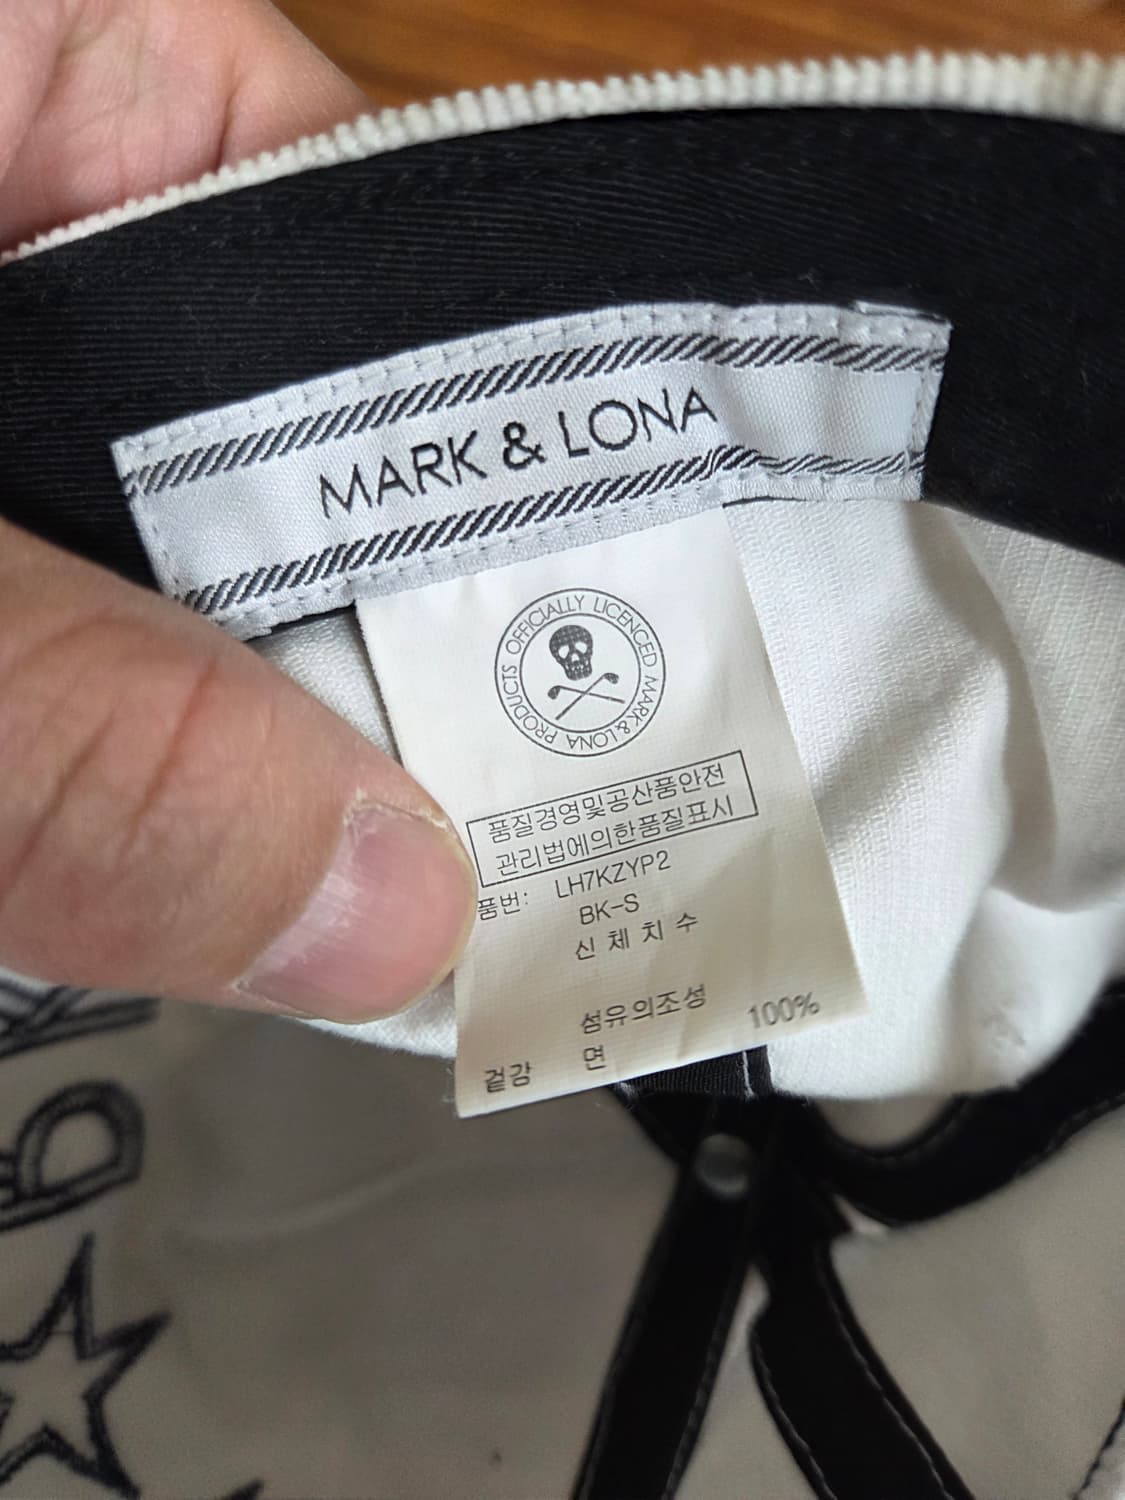 MARK & LONA
OFFICIALLY LICENCED MARK&LONA PRODUCTS
품질경영및공산품안전
관리법에의한품질표시
품번: LH7KZYP2
BK-S
신체치수
섬유의조성
겉감 면 100%